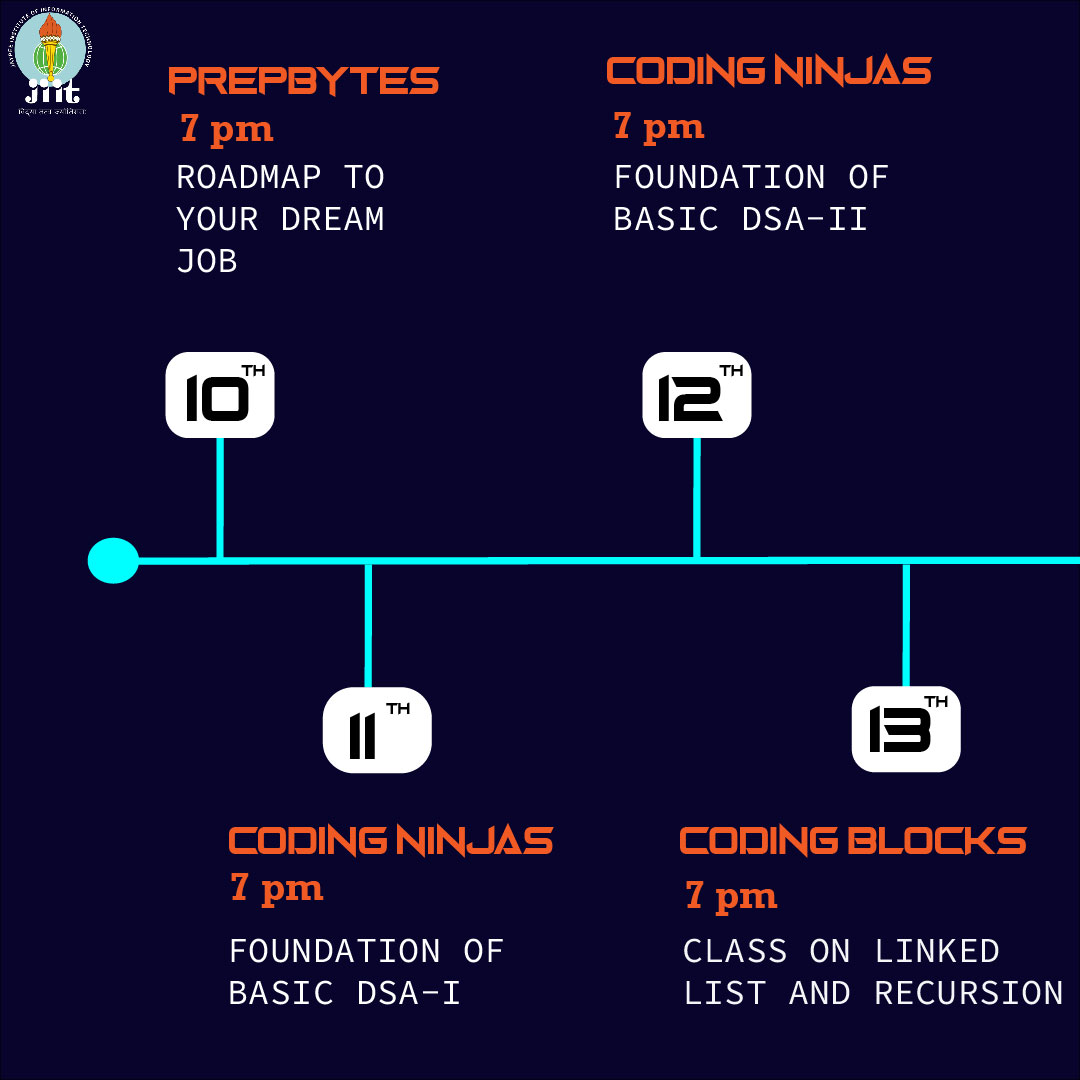 JAYPEE INSTITUTE OF INFORMATION TECHNOLOGY
jiit
विद्या तत्व ज्योतिसमः
PREPBYTES
7 pm
ROADMAP TO
YOUR DREAM
JOB
CODING NINJAS
7 pm
FOUNDATION OF
BASIC DSA-II
10TH
12TH
11TH
13TH
CODING NINJAS
7 pm
FOUNDATION OF
BASIC DSA-I
CODING BLOCKS
7 pm
CLASS ON LINKED
LIST AND RECURSION